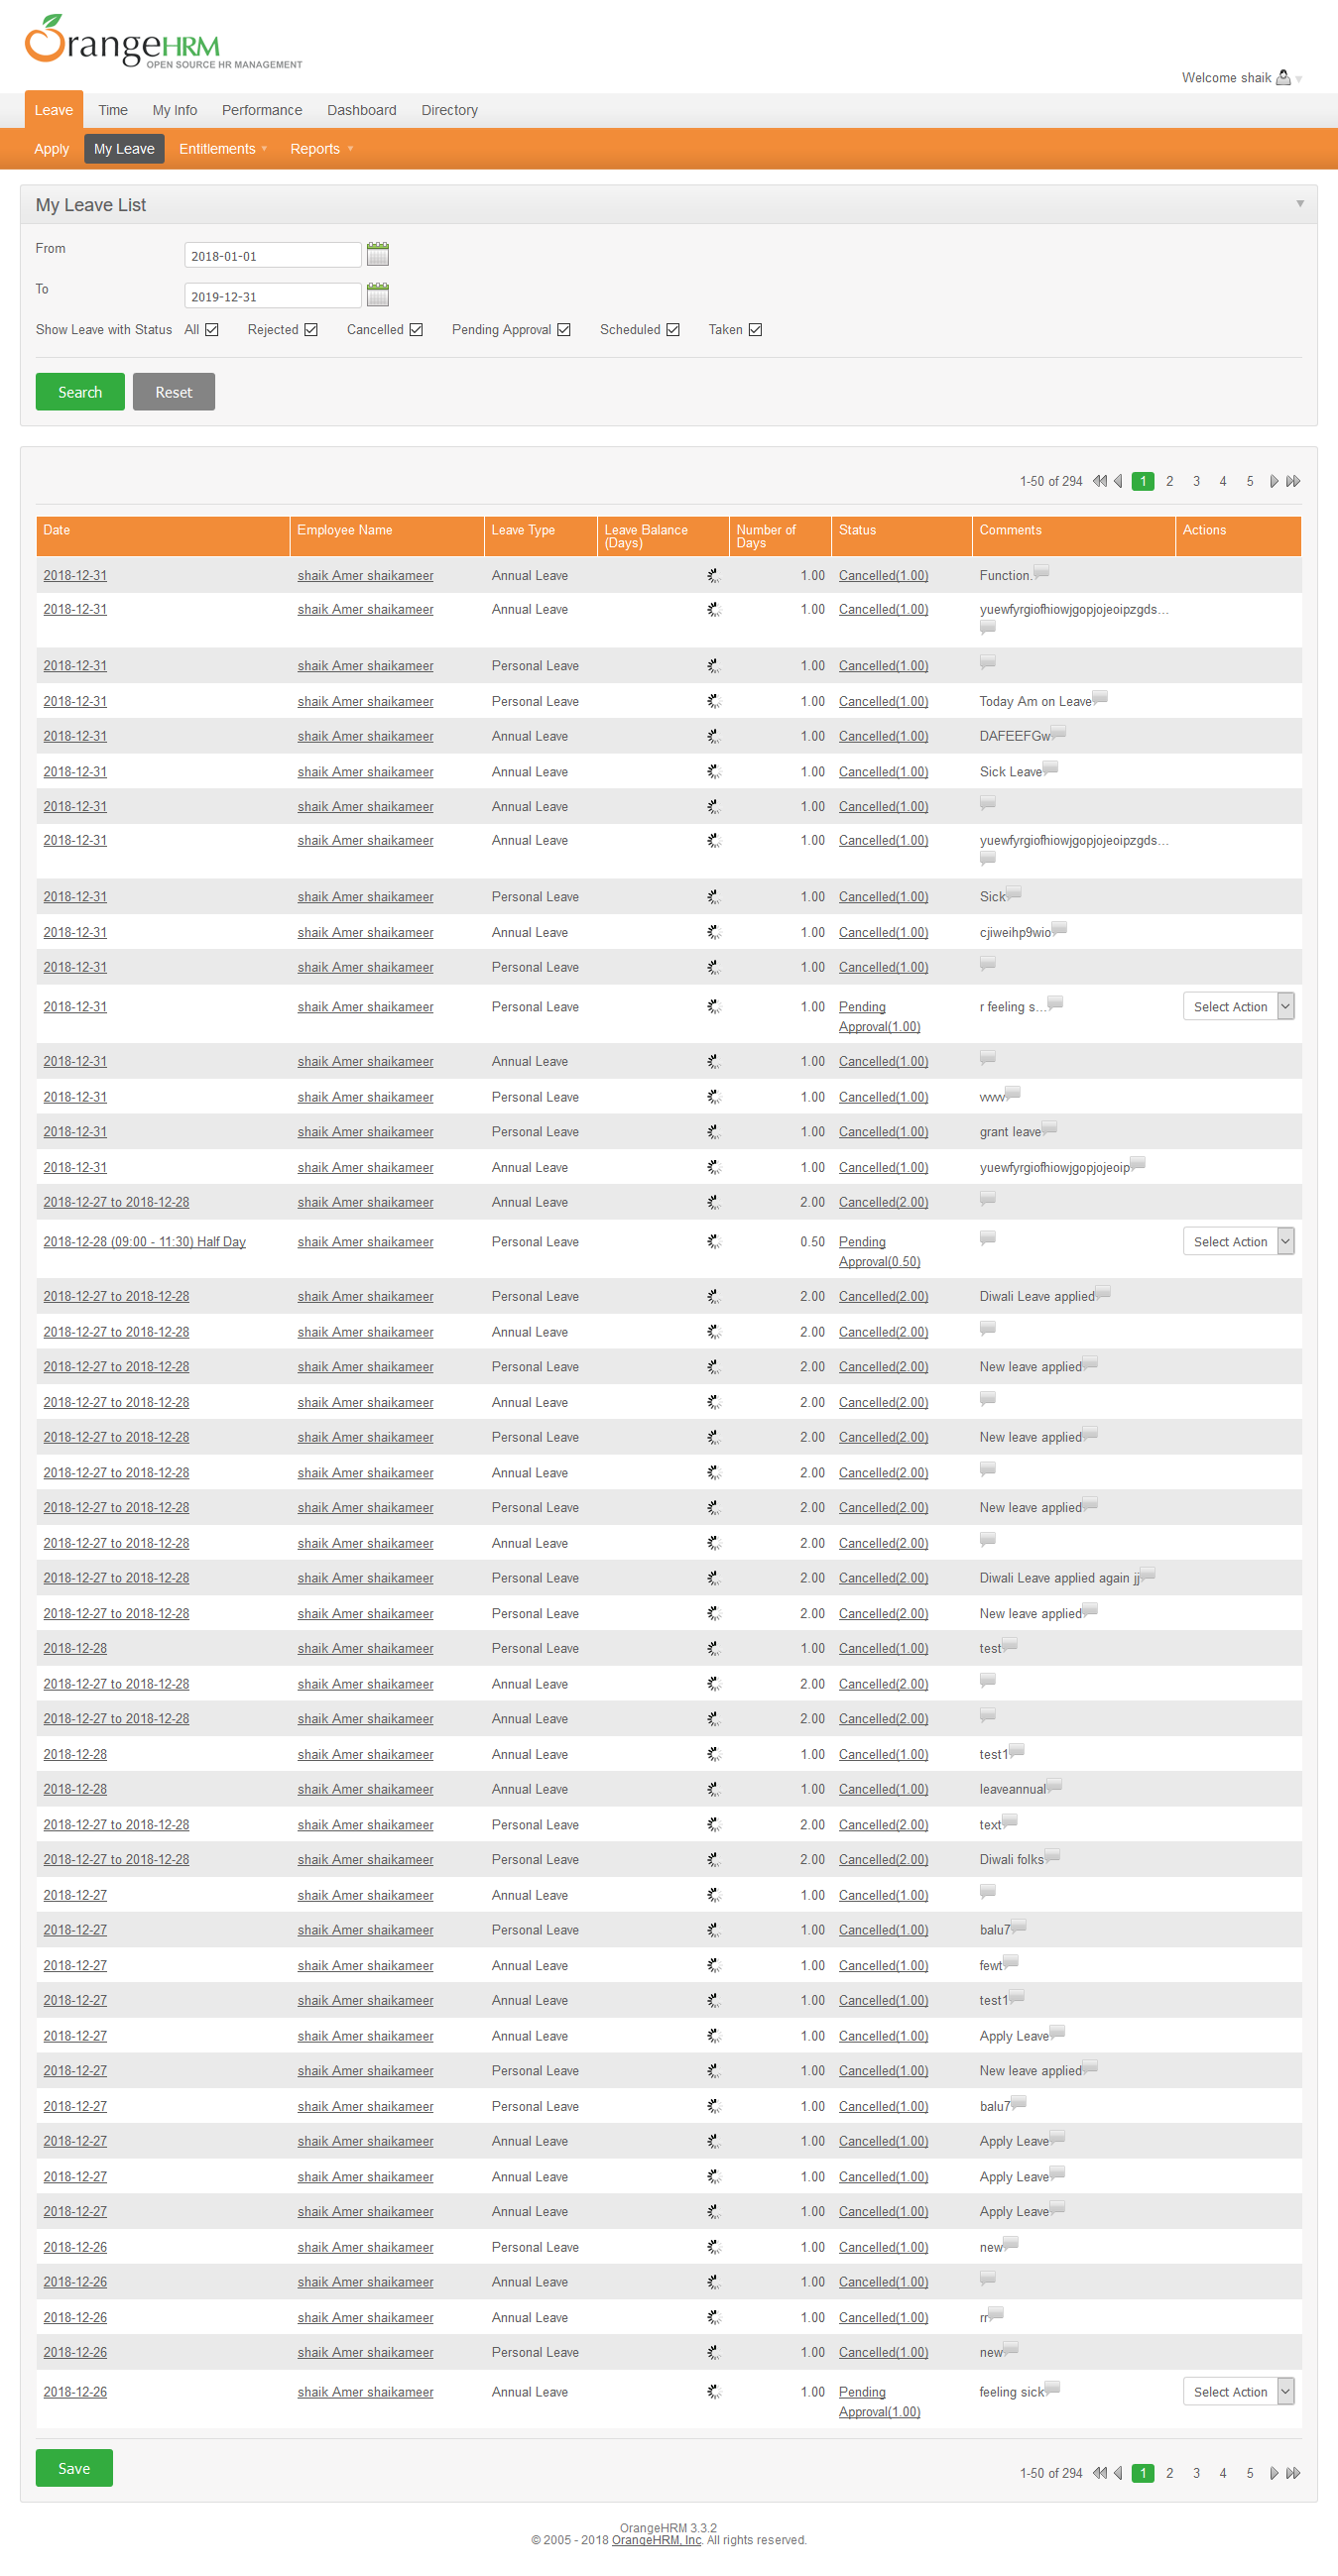 OrangeHRM
OPEN SOURCE HR MANAGEMENT
Welcome shaik
Leave Time My Info Performance Dashboard Directory
Apply My Leave Entitlements Reports
My Leave List
From 2018-01-01
To 2019-12-31
Show Leave with Status All Rejected Cancelled Pending Approval Scheduled Taken
Search Reset
1-50 of 294 1 2 3 4 5
Date Employee Name Leave Type Leave Balance (Days) Number of Days Status Comments Actions
2018-12-31 shaik Amer shaikameer Annual Leave 1.00 Cancelled(1.00) Function.
2018-12-31 shaik Amer shaikameer Annual Leave 1.00 Cancelled(1.00) yuewfyrgiofhiowjgopjojeoipzgds...
2018-12-31 shaik Amer shaikameer Personal Leave 1.00 Cancelled(1.00)
2018-12-31 shaik Amer shaikameer Personal Leave 1.00 Cancelled(1.00) Today Am on Leave
2018-12-31 shaik Amer shaikameer Annual Leave 1.00 Cancelled(1.00) DAFEEFGw
2018-12-31 shaik Amer shaikameer Annual Leave 1.00 Cancelled(1.00) Sick Leave
2018-12-31 shaik Amer shaikameer Annual Leave 1.00 Cancelled(1.00)
2018-12-31 shaik Amer shaikameer Annual Leave 1.00 Cancelled(1.00) yuewfyrgiofhiowjgopjojeoipzgds...
2018-12-31 shaik Amer shaikameer Personal Leave 1.00 Cancelled(1.00) Sick
2018-12-31 shaik Amer shaikameer Annual Leave 1.00 Cancelled(1.00) cjiweihp9wio
2018-12-31 shaik Amer shaikameer Personal Leave 1.00 Cancelled(1.00)
2018-12-31 shaik Amer shaikameer Personal Leave 1.00 Pending Approval(1.00) r feeling s... Select Action
2018-12-31 shaik Amer shaikameer Annual Leave 1.00 Cancelled(1.00)
2018-12-31 shaik Amer shaikameer Personal Leave 1.00 Cancelled(1.00) vvvv
2018-12-31 shaik Amer shaikameer Personal Leave 1.00 Cancelled(1.00) grant leave
2018-12-31 shaik Amer shaikameer Annual Leave 1.00 Cancelled(1.00) yuewfyrgiofhiowjgopjojeoip
2018-12-27 to 2018-12-28 shaik Amer shaikameer Annual Leave 2.00 Cancelled(2.00)
2018-12-28 (09:00 - 11:30) Half Day shaik Amer shaikameer Personal Leave 0.50 Pending Approval(0.50) Select Action
2018-12-27 to 2018-12-28 shaik Amer shaikameer Personal Leave 2.00 Cancelled(2.00) Diwali Leave applied
2018-12-27 to 2018-12-28 shaik Amer shaikameer Annual Leave 2.00 Cancelled(2.00)
2018-12-27 to 2018-12-28 shaik Amer shaikameer Personal Leave 2.00 Cancelled(2.00) New leave applied
2018-12-27 to 2018-12-28 shaik Amer shaikameer Annual Leave 2.00 Cancelled(2.00)
2018-12-27 to 2018-12-28 shaik Amer shaikameer Personal Leave 2.00 Cancelled(2.00) New leave applied
2018-12-27 to 2018-12-28 shaik Amer shaikameer Annual Leave 2.00 Cancelled(2.00)
2018-12-27 to 2018-12-28 shaik Amer shaikameer Personal Leave 2.00 Cancelled(2.00) New leave applied
2018-12-27 to 2018-12-28 shaik Amer shaikameer Annual Leave 2.00 Cancelled(2.00)
2018-12-27 to 2018-12-28 shaik Amer shaikameer Personal Leave 2.00 Cancelled(2.00) Diwali Leave applied again jj
2018-12-27 to 2018-12-28 shaik Amer shaikameer Personal Leave 2.00 Cancelled(2.00) New leave applied
2018-12-28 shaik Amer shaikameer Personal Leave 1.00 Cancelled(1.00) test
2018-12-27 to 2018-12-28 shaik Amer shaikameer Annual Leave 2.00 Cancelled(2.00)
2018-12-27 to 2018-12-28 shaik Amer shaikameer Annual Leave 2.00 Cancelled(2.00)
2018-12-28 shaik Amer shaikameer Annual Leave 1.00 Cancelled(1.00) test1
2018-12-28 shaik Amer shaikameer Annual Leave 1.00 Cancelled(1.00) leaveannual
2018-12-27 to 2018-12-28 shaik Amer shaikameer Personal Leave 2.00 Cancelled(2.00) text
2018-12-27 to 2018-12-28 shaik Amer shaikameer Personal Leave 2.00 Cancelled(2.00) Diwali folks
2018-12-27 shaik Amer shaikameer Annual Leave 1.00 Cancelled(1.00)
2018-12-27 shaik Amer shaikameer Personal Leave 1.00 Cancelled(1.00) balu7
2018-12-27 shaik Amer shaikameer Annual Leave 1.00 Cancelled(1.00) fewt
2018-12-27 shaik Amer shaikameer Annual Leave 1.00 Cancelled(1.00) test1
2018-12-27 shaik Amer shaikameer Annual Leave 1.00 Cancelled(1.00) Apply Leave
2018-12-27 shaik Amer shaikameer Personal Leave 1.00 Cancelled(1.00) New leave applied
2018-12-27 shaik Amer shaikameer Personal Leave 1.00 Cancelled(1.00) balu7
2018-12-27 shaik Amer shaikameer Annual Leave 1.00 Cancelled(1.00) Apply Leave
2018-12-27 shaik Amer shaikameer Annual Leave 1.00 Cancelled(1.00) Apply Leave
2018-12-27 shaik Amer shaikameer Annual Leave 1.00 Cancelled(1.00) Apply Leave
2018-12-26 shaik Amer shaikameer Personal Leave 1.00 Cancelled(1.00) new
2018-12-26 shaik Amer shaikameer Annual Leave 1.00 Cancelled(1.00)
2018-12-26 shaik Amer shaikameer Annual Leave 1.00 Cancelled(1.00) rr
2018-12-26 shaik Amer shaikameer Personal Leave 1.00 Cancelled(1.00) new
2018-12-26 shaik Amer shaikameer Annual Leave 1.00 Pending Approval(1.00) feeling sick Select Action
Save 1-50 of 294 1 2 3 4 5
OrangeHRM 3.3.2
© 2005 - 2018 OrangeHRM, Inc. All rights reserved.